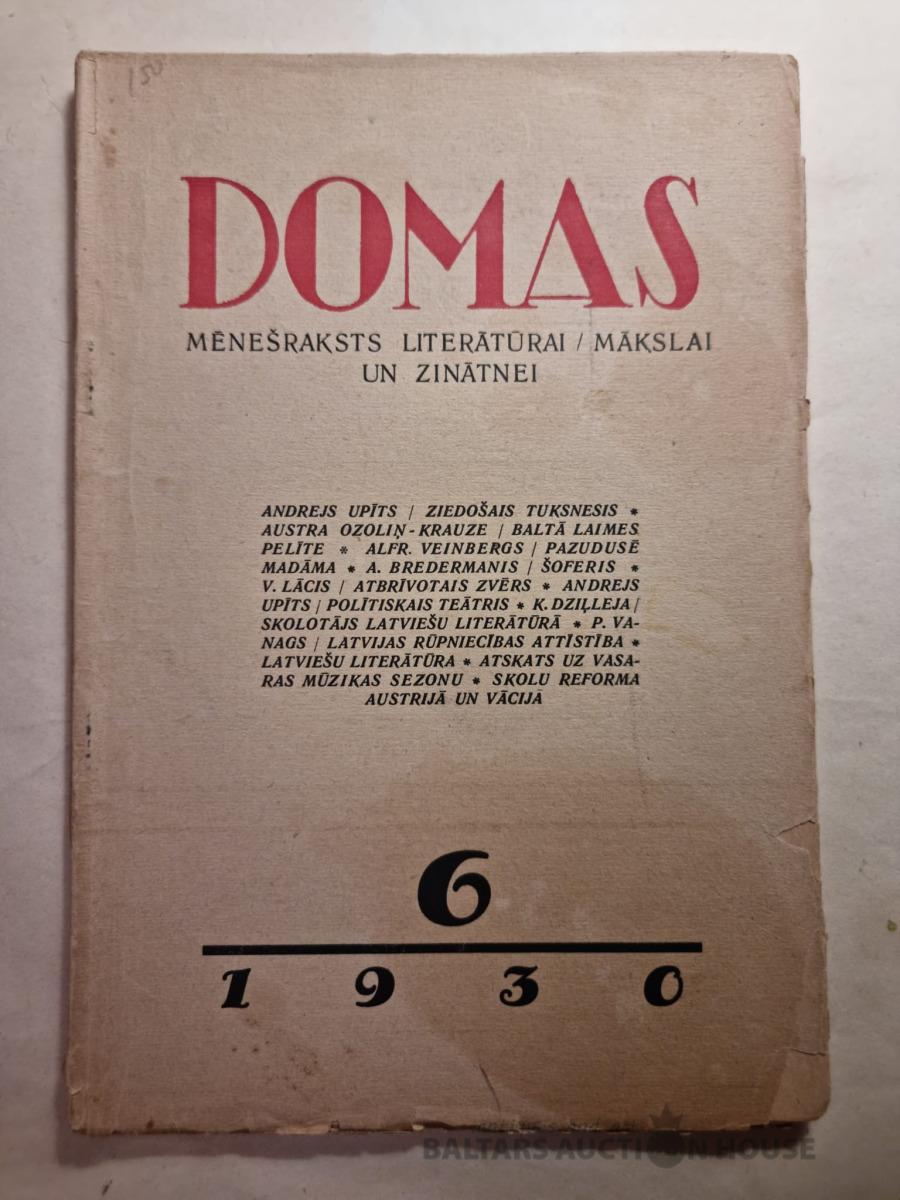 150
DOMAS
MĒNEŠRAKSTS LITERĀTŪRAI / MĀKSLAI
UN ZINĀTNEI
ANDREJS UPĪTS / ZIEDOŠAIS TUKSNESIS *
AUSTRA OZOLIŅ-KRAUZE / BALTĀ LAIMES
PELĪTE * ALFR. VEINBERGS / PAZUDUSĒ
MADĀMA * A. BREDERMANIS / ŠOFERIS *
V. LĀCIS / ATBRĪVOTAIS ZVĒRS * ANDREJS
UPĪTS / POLĪTISKAIS TEĀTRIS * K. DZIĻLEJA /
SKOLOTĀJS LATVIEŠU LITERĀTŪRĀ * P. VA-
NAGS / LATVIJAS RŪPNIECĪBAS ATTĪSTĪBA *
LATVIEŠU LITERĀTŪRA * ATSKATS UZ VASA-
RAS MŪZIKAS SEZONU * SKOLU REFORMA
AUSTRIJĀ UN VĀCIJĀ
6
1930
BALTARS AUCTION HOUSE